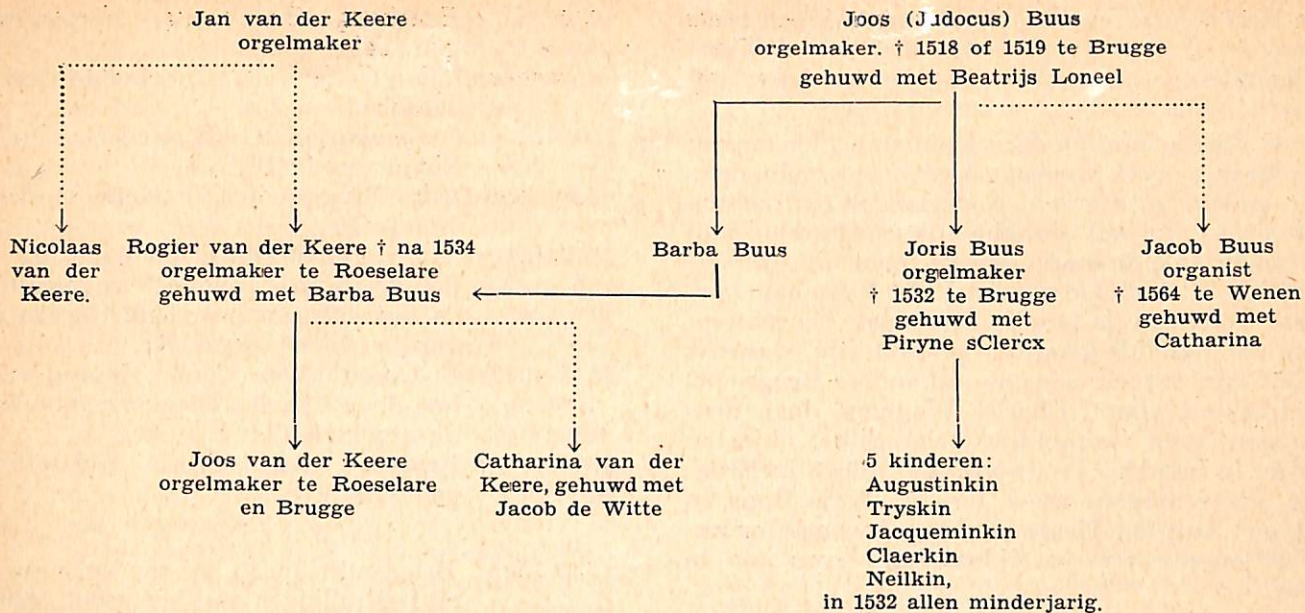 Jan van der Keere
orgelmaker
Joos (Judocus) Buus
orgelmaker. † 1518 of 1519 te Brugge
gehuwd met Beatrijs Loneel
Nicolaas
van der
Keere.
Rogier van der Keere † na 1534
orgelmaker te Roeselare
gehuwd met Barba Buus
Barba Buus
Joris Buus
orgelmaker
† 1532 te Brugge
gehuwd met
Piryne sClercx
Jacob Buus
organist
† 1564 te Wenen
gehuwd met
Catharina
Joos van der Keere
orgelmaker te Roeselare
en Brugge
Catharina van der
Keere, gehuwd met
Jacob de Witte
5 kinderen:
Augustinkin
Tryskin
Jacqueminkin
Claerkin
Neilkin,
in 1532 allen minderjarig.